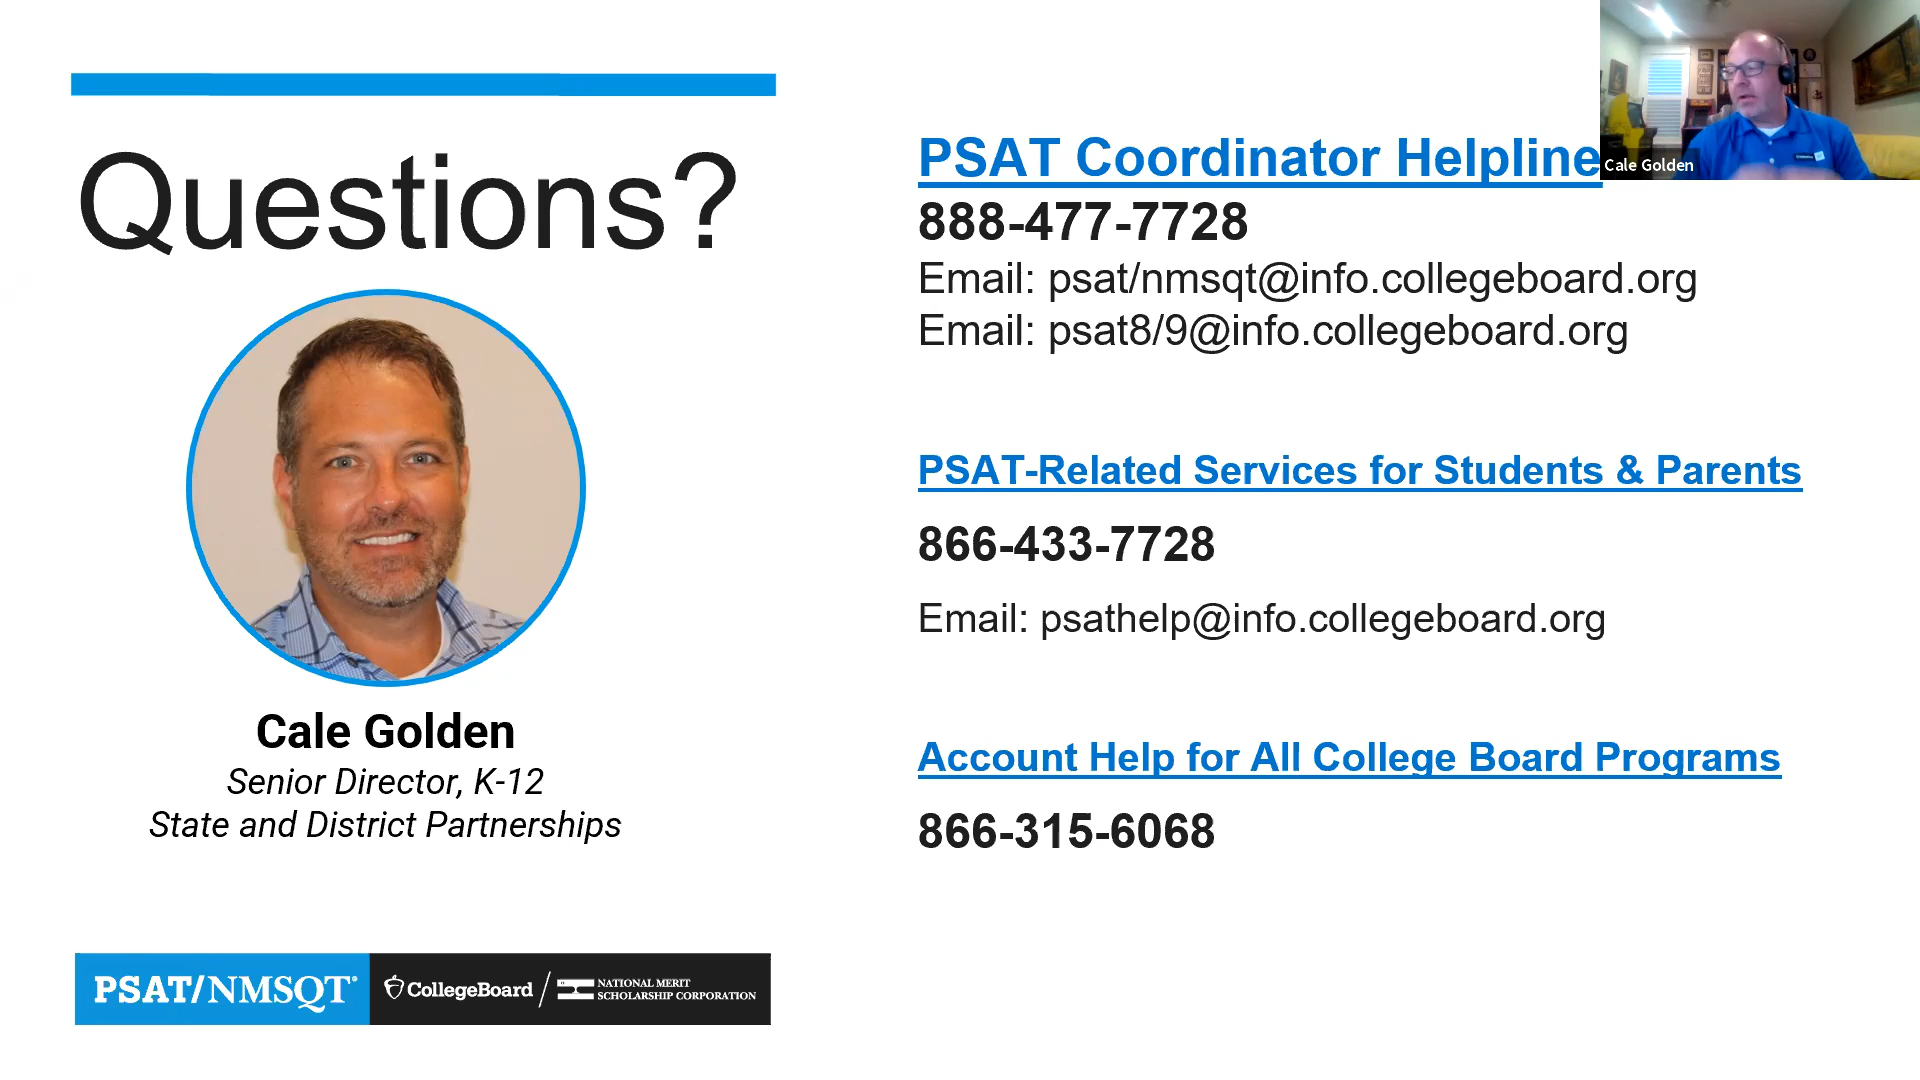 Questions?
Cale Golden
Senior Director, K-12
State and District Partnerships
PSAT/NMSQT®
CollegeBoard
NATIONAL MERIT
SCHOLARSHIP CORPORATION
PSAT Coordinator Helpline
888-477-7728
Email: psat/nmsqt@info.collegeboard.org
Email: psat8/9@info.collegeboard.org
PSAT-Related Services for Students & Parents
866-433-7728
Email: psathelp@info.collegeboard.org
Account Help for All College Board Programs
866-315-6068
Cale Golden